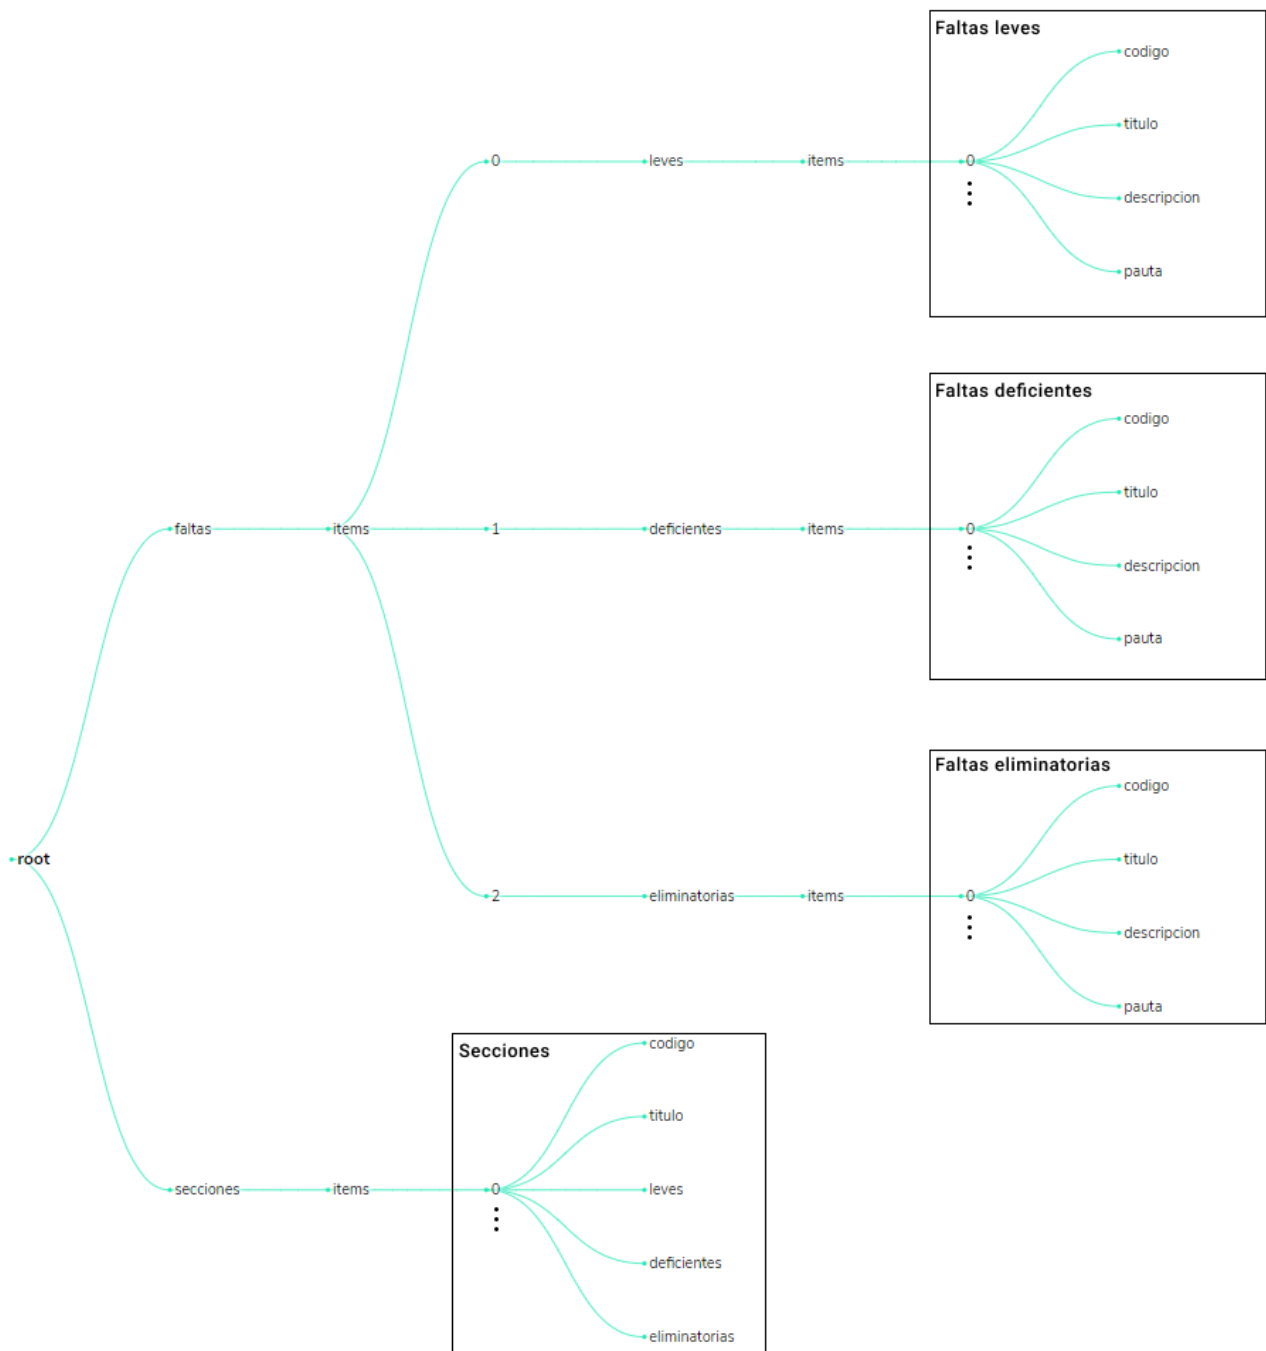 Faltas leves
codigo
titulo
0 leves items 0
descripcion
pauta
Faltas deficientes
codigo
titulo
faltas items 1 deficientes items 0
descripcion
pauta
Faltas eliminatorias
codigo
titulo
root
2 eliminatorias items 0
descripcion
pauta
Secciones
codigo
titulo
secciones items 0 leves
deficientes
eliminatorias